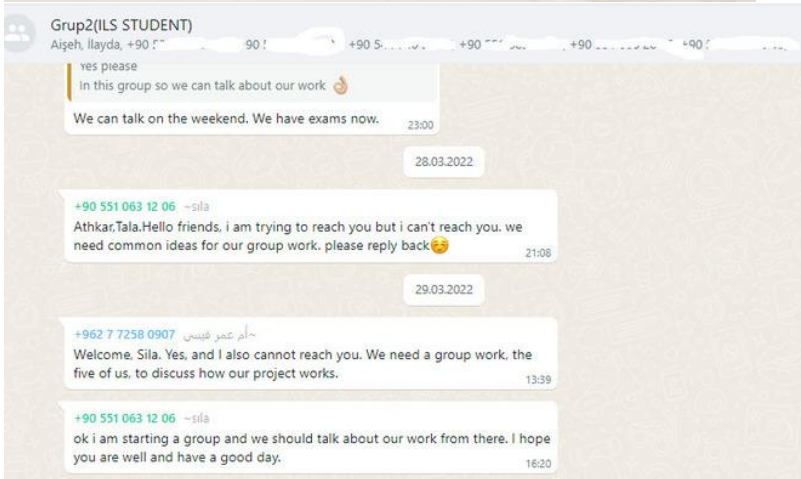 Grup2(ILS STUDENT)
Aişeh, İlayda, +90
Yes please
In this group so we can talk about our work 👌🏼
We can talk on the weekend. We have exams now.
23:00
28.03.2022
+90 551 063 12 06 ~sıla
Athkar,Tala.Hello friends, i am trying to reach you but i can't reach you. we
need common ideas for our group work. please reply back☺️
21:08
29.03.2022
+962 7 7258 0907 ~أم عمر قيسي
Welcome, Sila. Yes, and I also cannot reach you. We need a group work, the
five of us, to discuss how our project works.
13:39
+90 551 063 12 06 ~sıla
ok i am starting a group and we should talk about our work from there. I hope
you are well and have a good day.
16:20